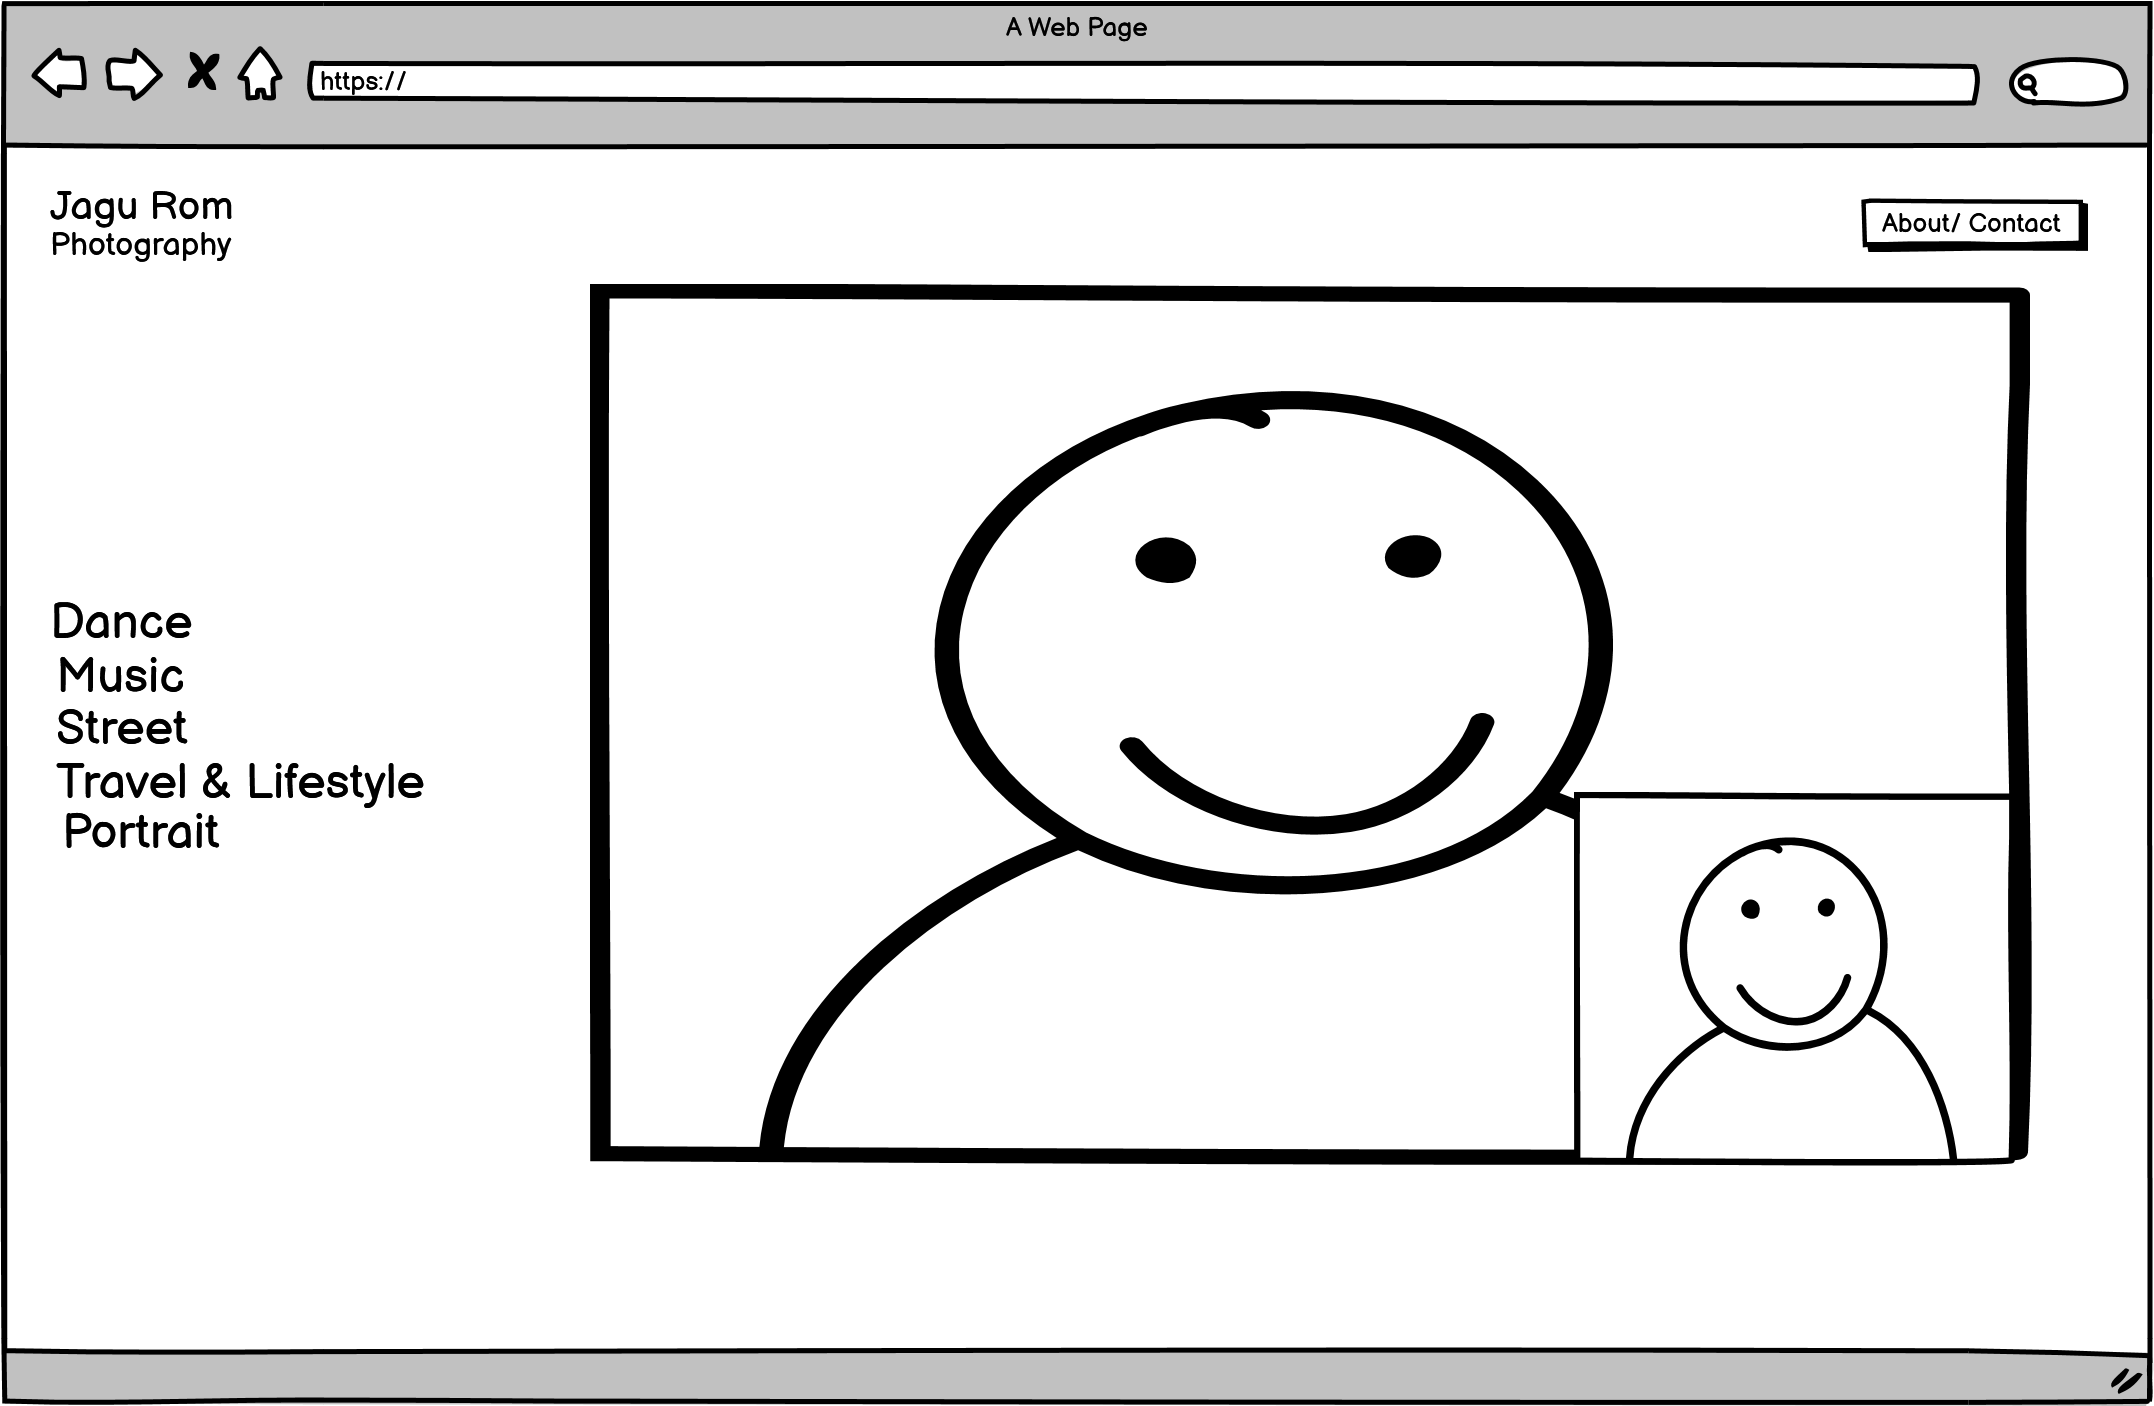 A Web Page
https://
Jagu Rom
Photography
About/ Contact
Dance
Music
Street
Travel & Lifestyle
Portrait